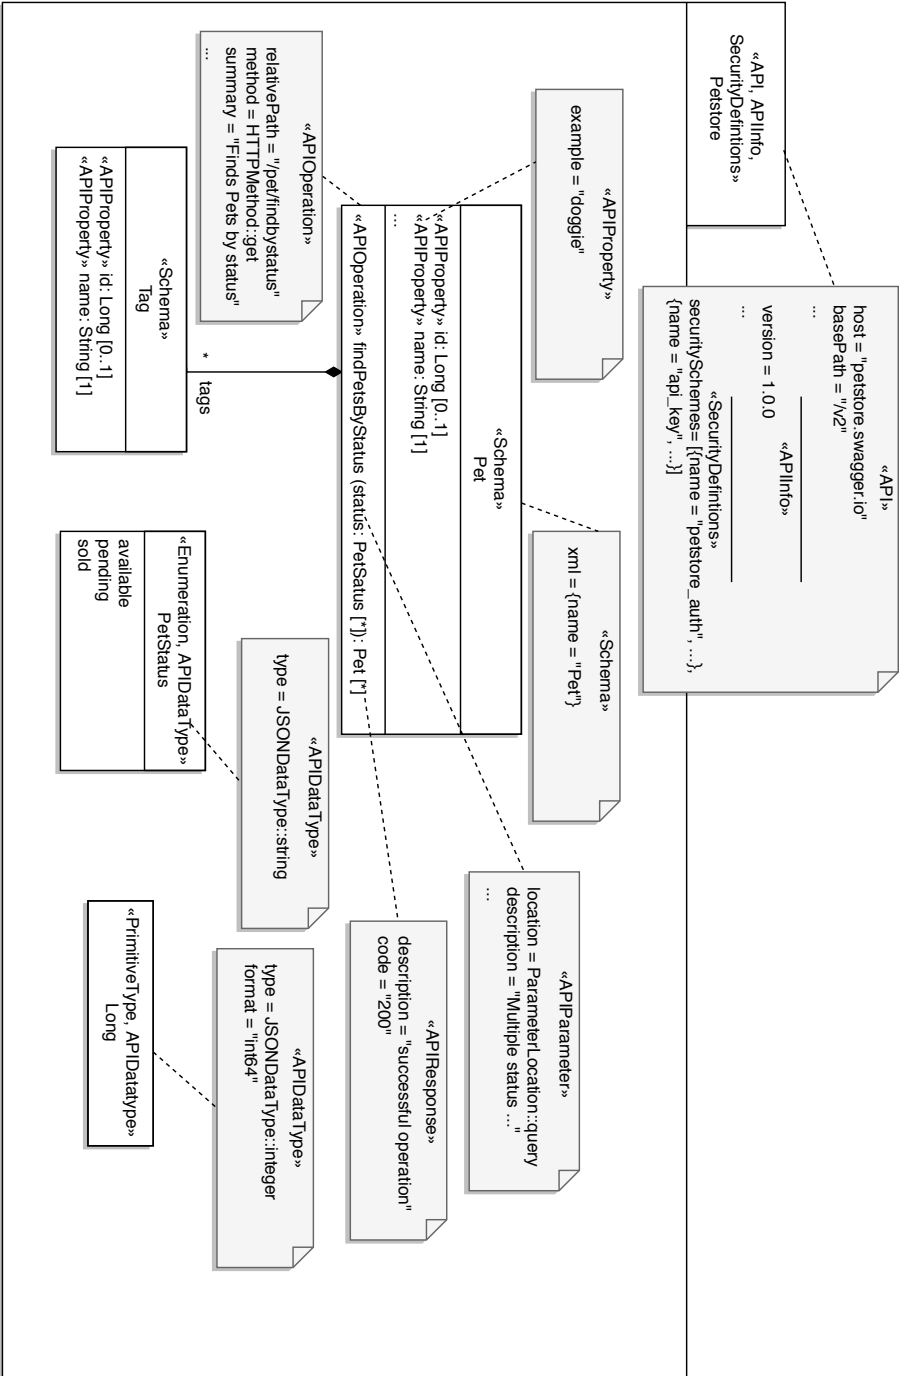 «API, APIInfo,
SecurityDefintions»
Petstore
«API»
host = "petstore.swagger.io"
basePath = "/v2"
...
«APIInfo»
version = 1.0.0
...
«SecurityDefintions»
securitySchemes= [{name = "petstore_auth", ...},
{name = "api_key", ...}]
«APIProperty»
example = "doggie"
«Schema»
xml = {name = "Pet"}
«Schema»
Pet
«APIProperty» id: Long [0..1]
«APIProperty» name: String [1]
...
«APIOperation» findPetsByStatus (status: PetSatus [*]): Pet [*]
«APIParameter»
location = ParameterLocation::query
description = "Multiple status ..."
...
«APIResponse»
description = "successful operation"
code = "200"
«APIOperation»
relativePath = "/pet/findbystatus"
method = HTTPMethod::get
summary = "Finds Pets by status"
...
* tags
«Schema»
Tag
«APIProperty» id: Long [0..1]
«APIProperty» name: String [1]
«APIDataType»
type = JSONDataType::string
«Enumeration, APIDataType»
PetStatus
available
pending
sold
«APIDataType»
type = JSONDataType::integer
format = "int64"
«PrimitiveType, APIDatatype»
Long